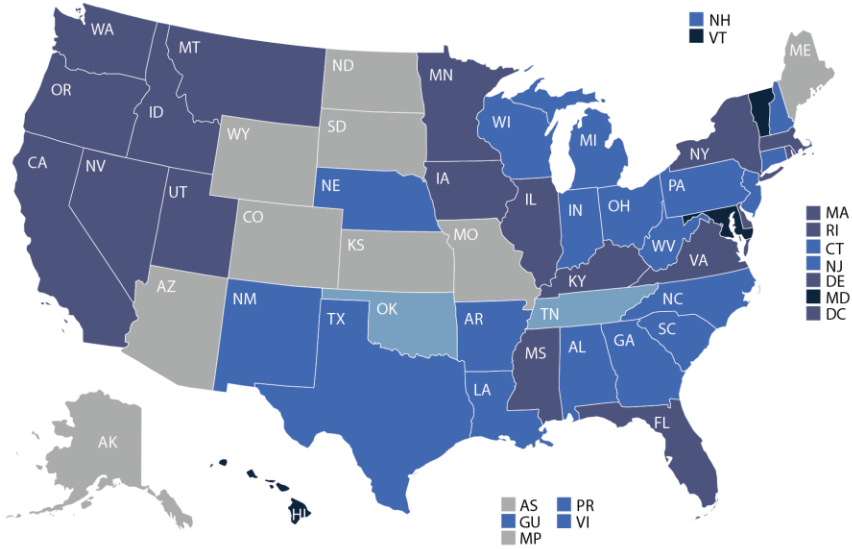 NH
VT
WA
MT
ND
MN
ME
OR
ID
SD
WI
MI
NY
WY
CA
NV
UT
NE
IA
IL
IN
OH
PA
CO
KS
MO
WV
VA
KY
MA
RI
CT
NJ
DE
MD
DC
AZ
NM
OK
TX
AR
TN
NC
SC
MS
AL
GA
LA
FL
AK
HI
AS PR
GU VI
MP